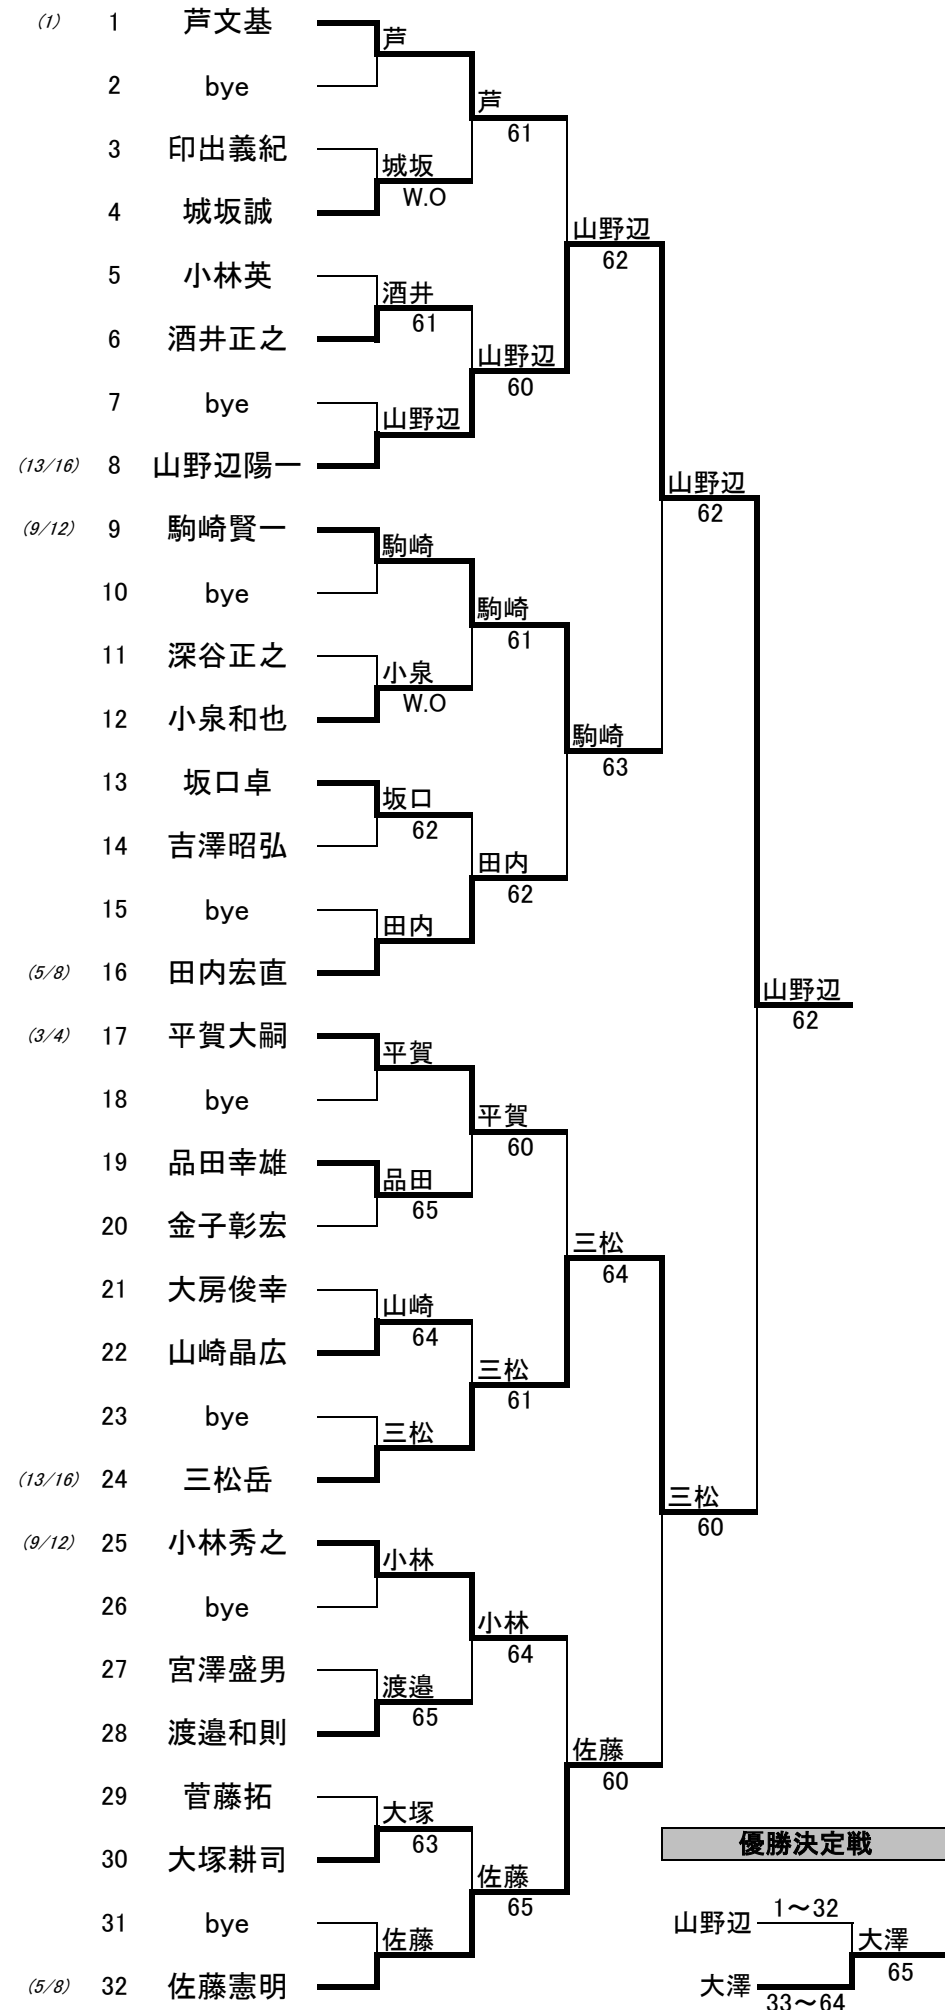 (1) 1 芦文基
芦
2 bye
芦
61
3 印出義紀
城坂
W.O
4 城坂誠
山野辺
62
5 小林英
酒井
61
6 酒井正之
山野辺
60
7 bye
山野辺
(13/16) 8 山野辺陽一
山野辺
62
(9/12) 9 駒崎賢一
駒崎
10 bye
駒崎
61
11 深谷正之
小泉
W.O
12 小泉和也
駒崎
63
13 坂口卓
坂口
62
14 吉澤昭弘
田内
62
15 bye
田内
(5/8) 16 田内宏直
山野辺
62
(3/4) 17 平賀大嗣
平賀
18 bye
平賀
60
19 品田幸雄
品田
65
20 金子彰宏
三松
64
21 大房俊幸
山崎
64
22 山崎晶広
三松
61
23 bye
三松
(13/16) 24 三松岳
三松
60
(9/12) 25 小林秀之
小林
26 bye
小林
64
27 宮澤盛男
渡邉
65
28 渡邉和則
佐藤
60
29 菅藤拓
大塚
63
30 大塚耕司
佐藤
65
31 bye
佐藤
(5/8) 32 佐藤憲明
優勝決定戦
山野辺 1～32
大澤
65
大澤
33～64